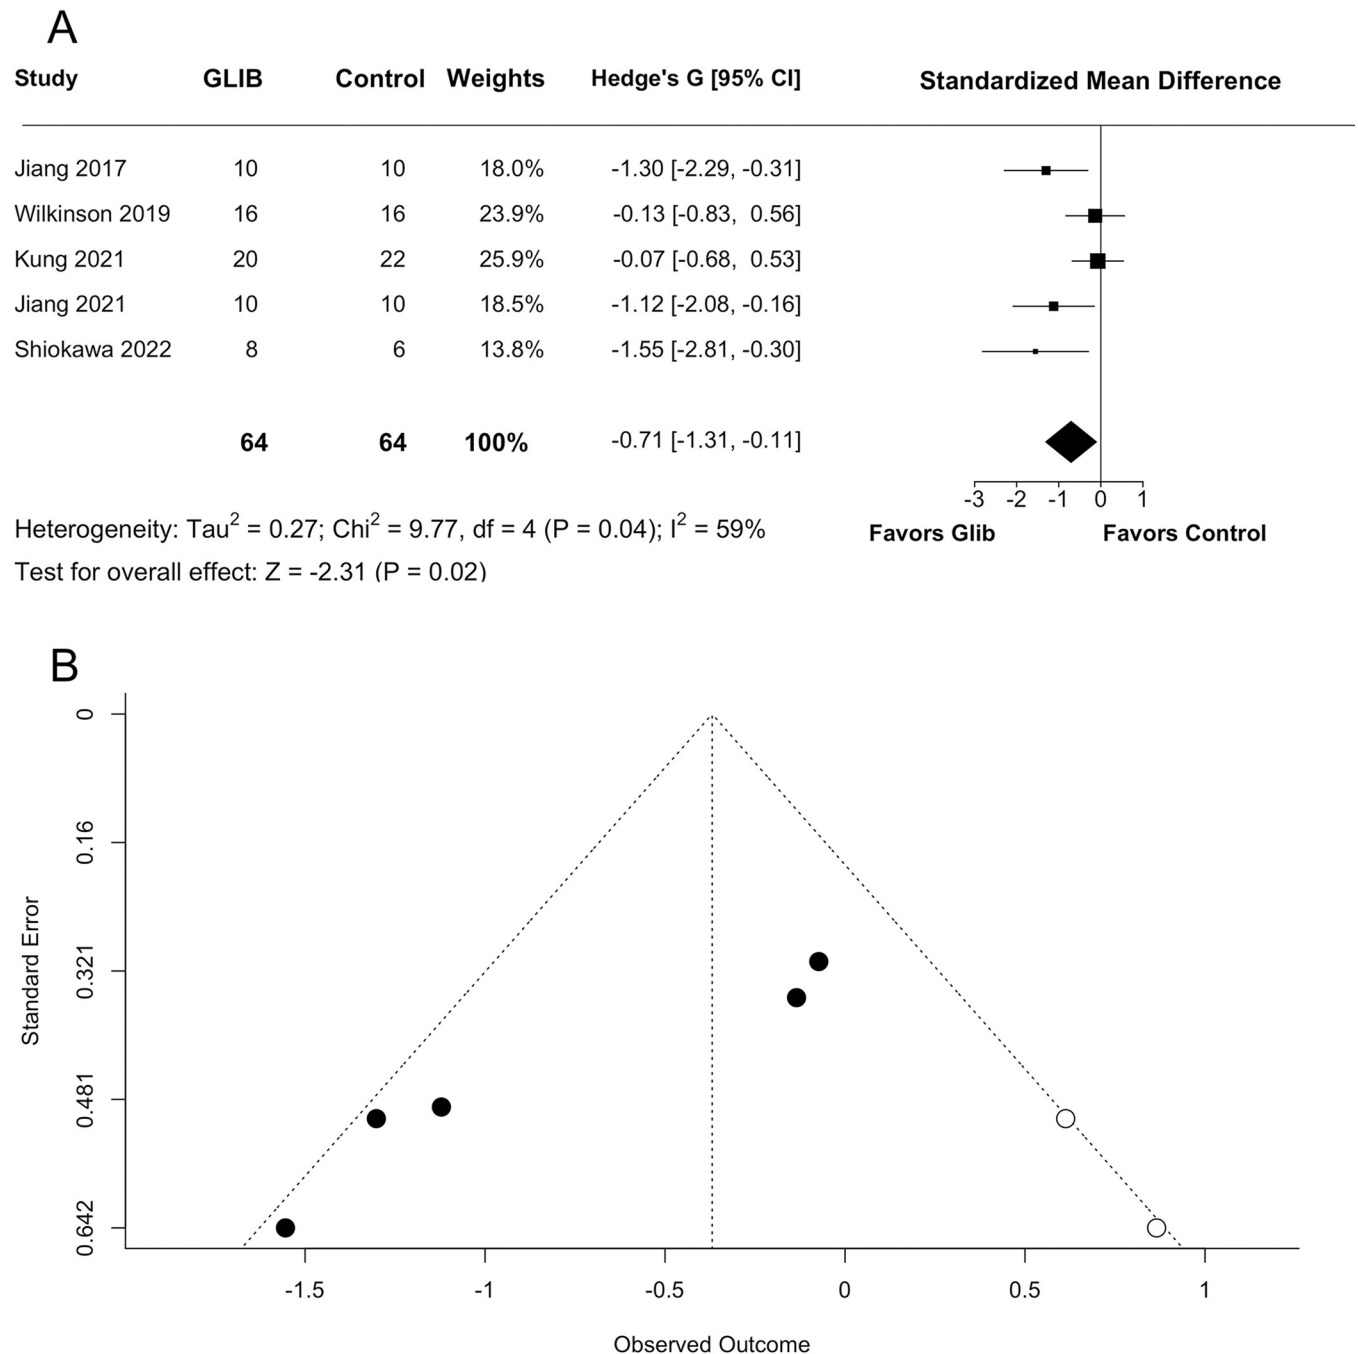 A
Study GLIB Control Weights Hedge's G [95% CI] Standardized Mean Difference
Jiang 2017 10 10 18.0% -1.30 [-2.29, -0.31]
Wilkinson 2019 16 16 23.9% -0.13 [-0.83, 0.56]
Kung 2021 20 22 25.9% -0.07 [-0.68, 0.53]
Jiang 2021 10 10 18.5% -1.12 [-2.08, -0.16]
Shiokawa 2022 8 6 13.8% -1.55 [-2.81, -0.30]
64 64 100% -0.71 [-1.31, -0.11]
-3 -2 -1 0 1
Heterogeneity: Tau² = 0.27; Chi² = 9.77, df = 4 (P = 0.04); I² = 59%
Favors Glib Favors Control
Test for overall effect: Z = -2.31 (P = 0.02)
B
0
0.16
0.321
0.481
0.642
Standard Error
-1.5 -1 -0.5 0 0.5 1
Observed Outcome